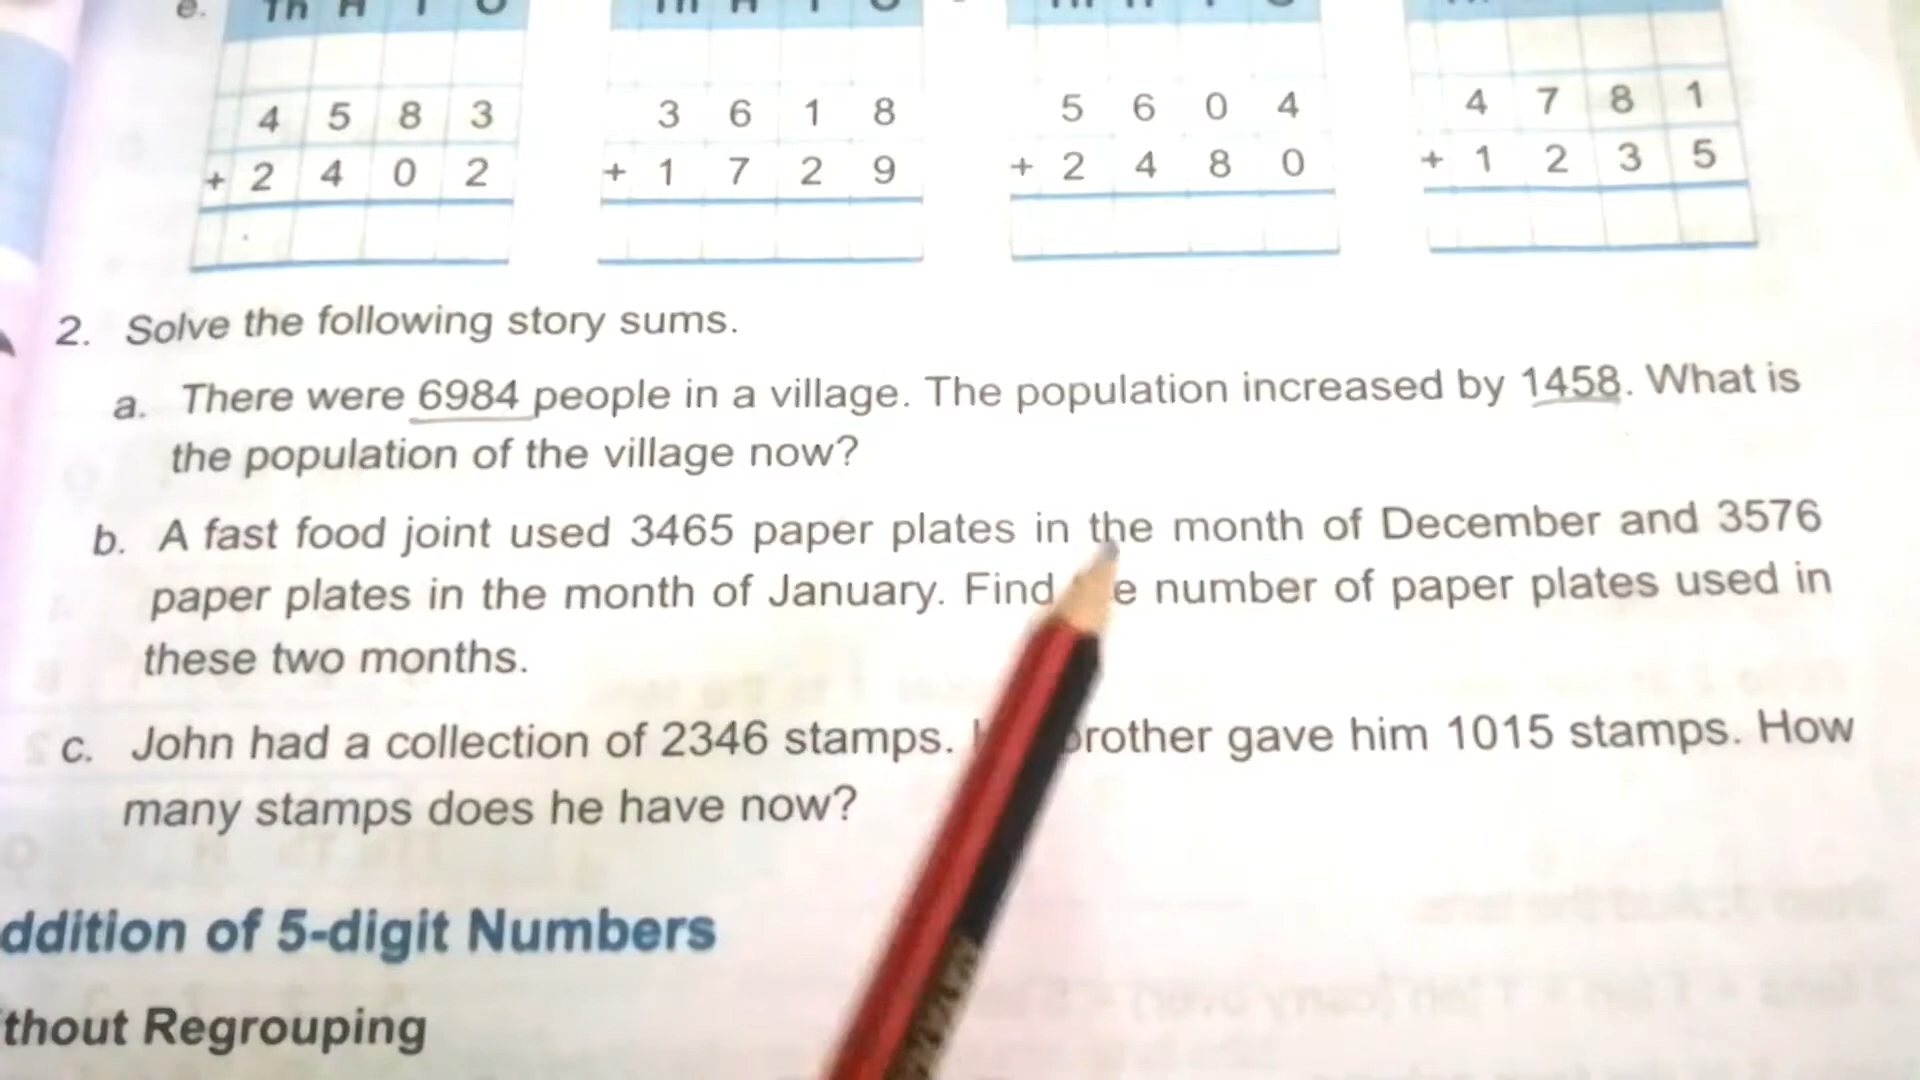 e. Th H T O
4 5 8 3
+ 2 4 0 2
3 6 1 8
+ 1 7 2 9
5 6 0 4
+ 2 4 8 0
4 7 8 1
+ 1 2 3 5
2. Solve the following story sums.
a. There were 6984 people in a village. The population increased by 1458. What is
the population of the village now?
b. A fast food joint used 3465 paper plates in the month of December and 3576
paper plates in the month of January. Find e number of paper plates used in
these two months.
c. John had a collection of 2346 stamps. brother gave him 1015 stamps. How
many stamps does he have now?
ddition of 5-digit Numbers
thout Regrouping